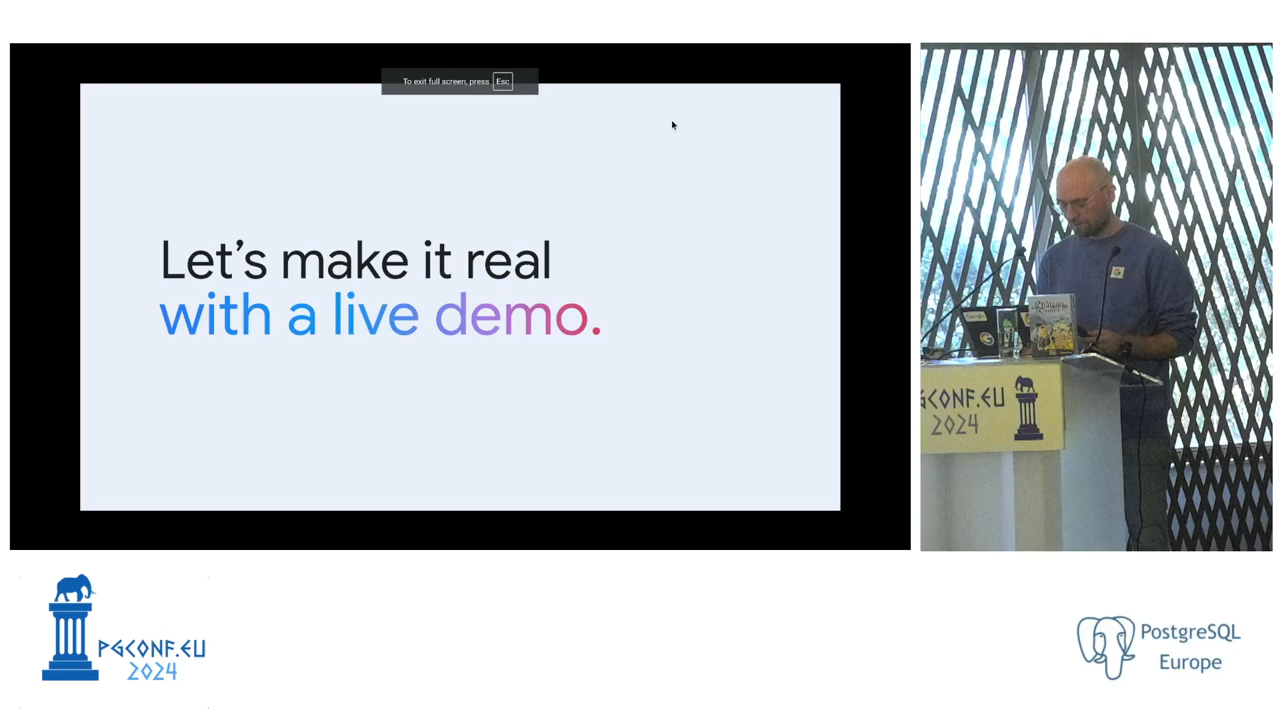 To exit full screen, press Esc
Let's make it real
with a live demo.
PGCONF.EU
2024
PGCONF.EU
2024
PostgreSQL
Europe